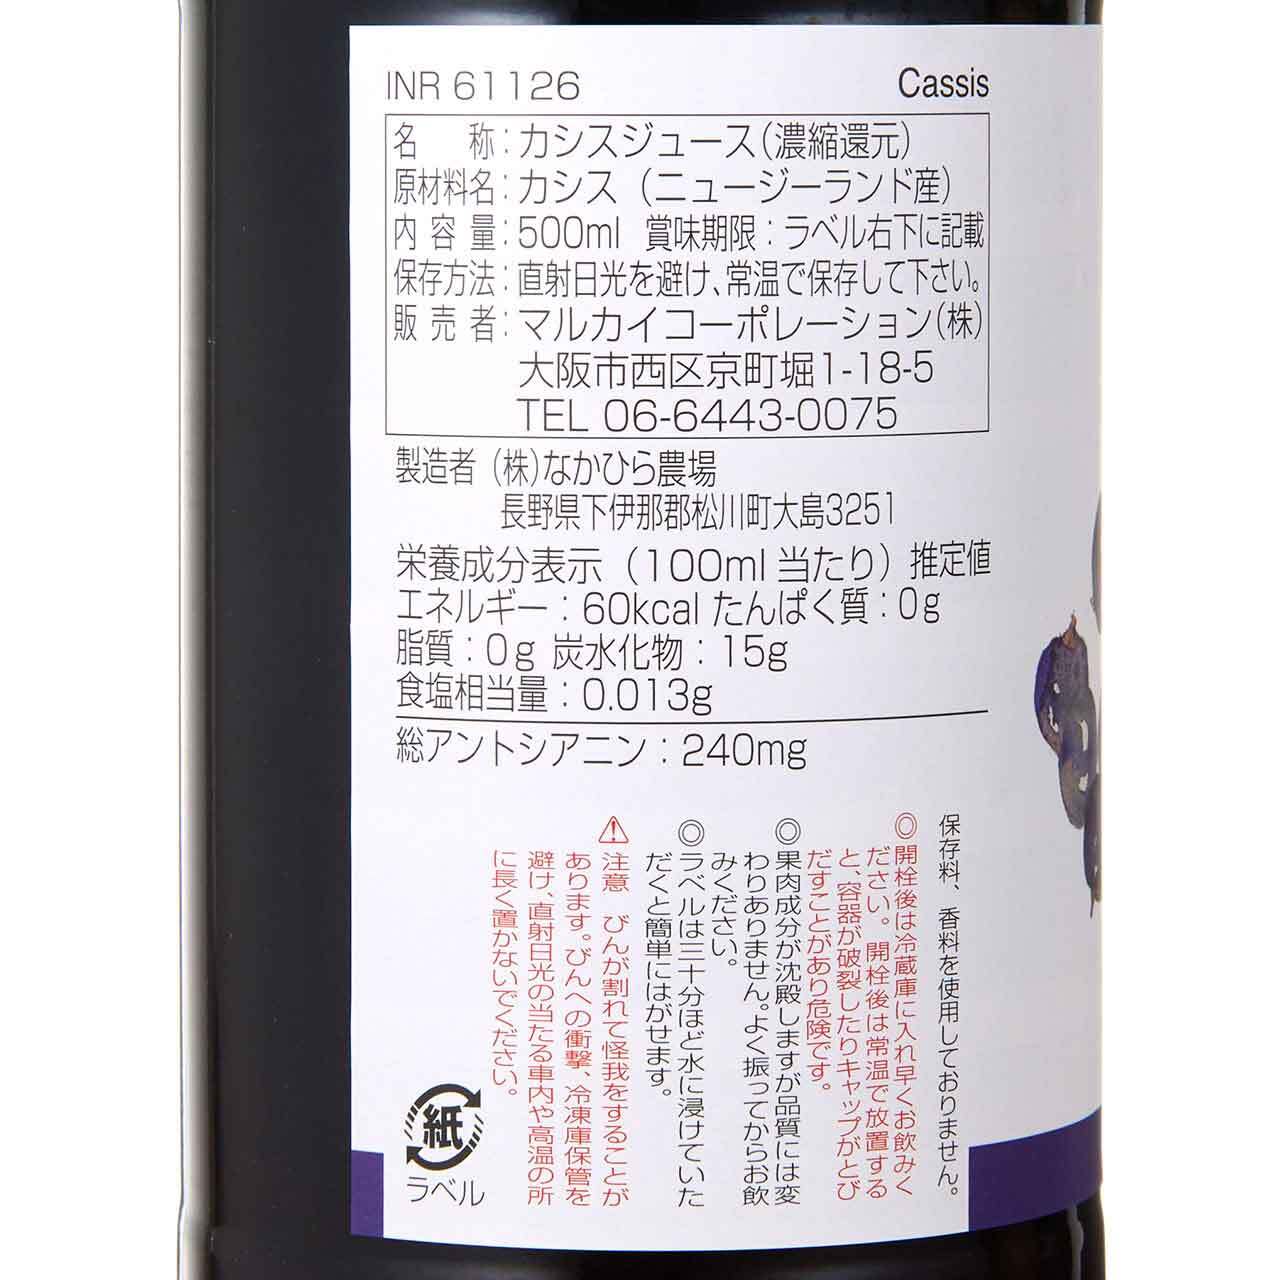 INR 61126 Cassis
名称：カシスジュース（濃縮還元）
原材料名：カシス（ニュージーランド産）
内容量：500ml 賞味期限：ラベル右下に記載
保存方法：直射日光を避け、常温で保存して下さい。
販売者：マルカイコーポレーション（株）
大阪市西区京町堀1-18-5
TEL 06-6443-0075
製造者（株）なかひら農場
長野県下伊那郡松川町大島3251
栄養成分表示（100ml 当たり）推定値
エネルギー：60kcal たんぱく質：0g
脂質：0g 炭水化物：15g
食塩相当量：0.013g
総アントシアニン：240mg
保存料、香料を使用しておりません。
◎開栓後は冷蔵庫に入れ早くお飲みく
ださい。開栓後は常温で放置する
と、容器が破裂したりキャップがとび
だすことがあり危険です。
◎果肉成分が沈殿しますが品質には変
わりありません。よく振ってからお飲
みください。
◎ラベルは三十分ほど水に浸けていた
だくと簡単にはがせます。
⚠注意 びんが割れて怪我をすることが
あります。びんへの衝撃、冷凍庫保管を
避け、直射日光の当たる車内や高温の所
に長く置かないでください。
紙
ラベル